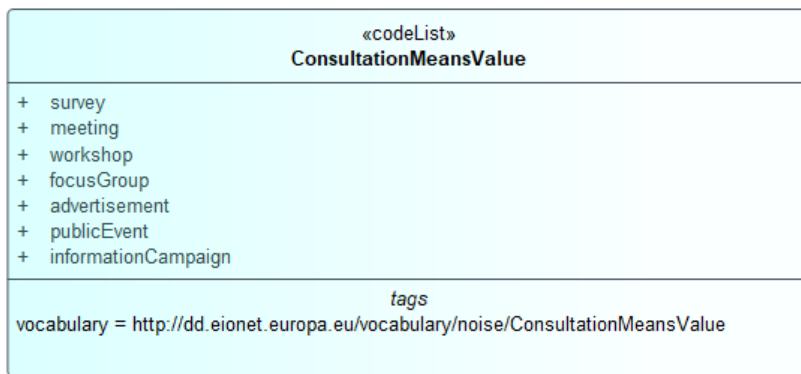 «codeList»
ConsultationMeansValue
+ survey
+ meeting
+ workshop
+ focusGroup
+ advertisement
+ publicEvent
+ informationCampaign
tags
vocabulary = http://dd.eionet.europa.eu/vocabulary/noise/ConsultationMeansValue